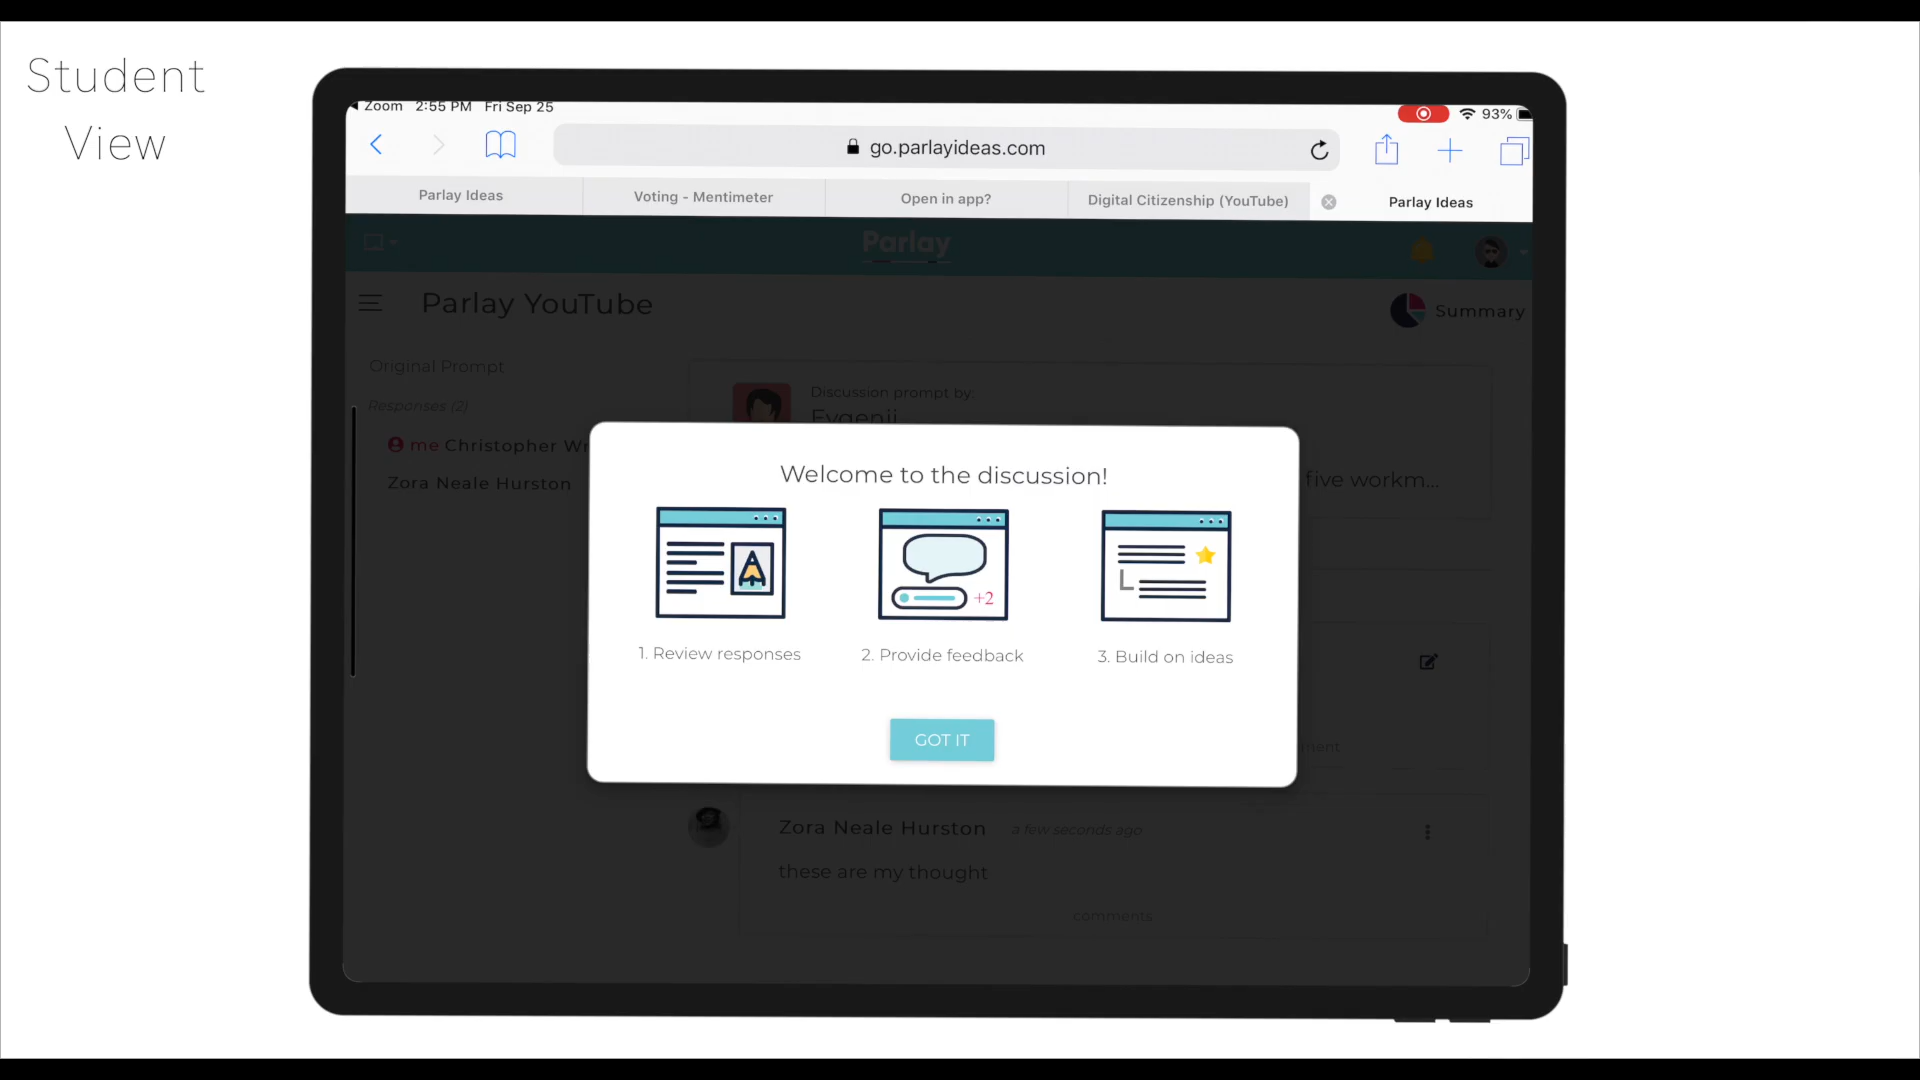 Student
View
Zoom 2:55 PM Fri Sep 25
93%
go.parlayideas.com
Parlay Ideas
Voting - Mentimeter
Open in app?
Digital Citizenship (YouTube)
Parlay Ideas
Parlay
Parlay YouTube
Summary
Original Prompt
Responses (2)
me Christopher Wr
Zora Neale Hurston
Discussion prompt by:
Evgenii
five workm...
Welcome to the discussion!
+2
1. Review responses
2. Provide feedback
3. Build on ideas
GOT IT
ment
Zora Neale Hurston a few seconds ago
these are my thought
comments